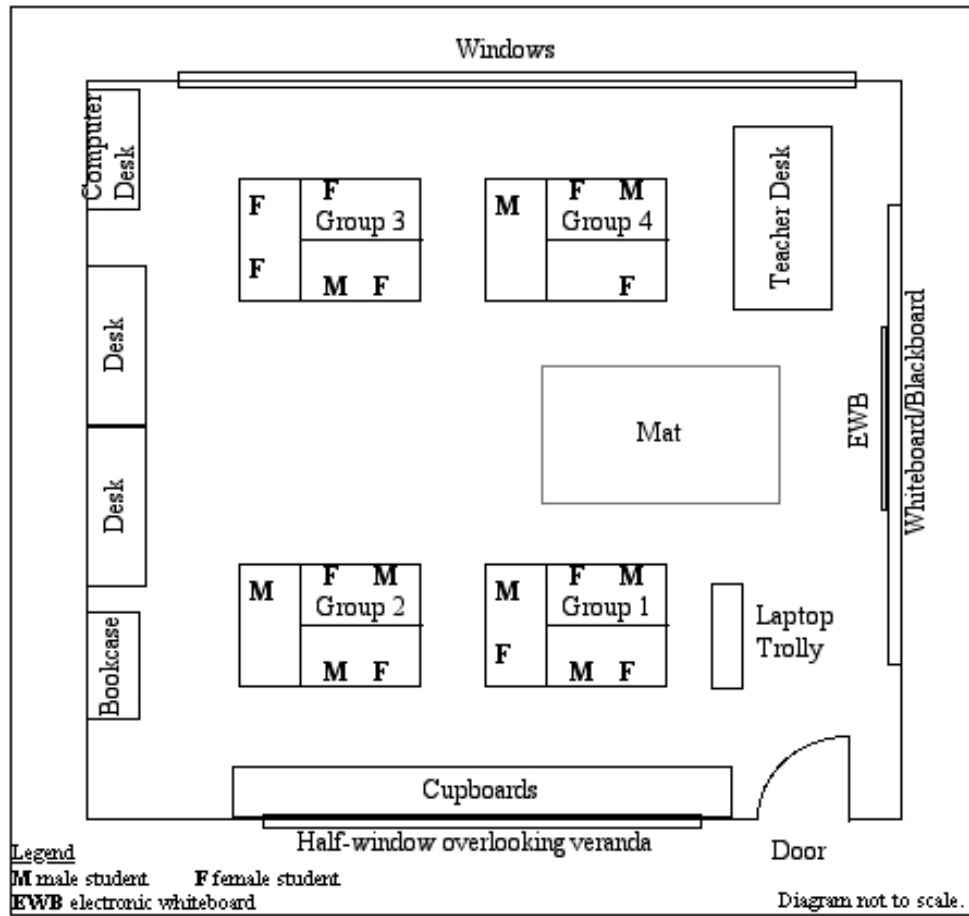 Windows
Computer
Desk
F
F
F
Group 3
M F
M
F M
Group 4
F
Teacher Desk
Desk
Desk
Mat
EWB
Whiteboard/Blackboard
M
F M
Group 2
M F
M
F
F M
Group 1
M F
Laptop
Trolly
Bookcase
Cupboards
Half-window overlooking veranda
Door
Legend
M male student F female student
EWB electronic whiteboard
Diagram not to scale.